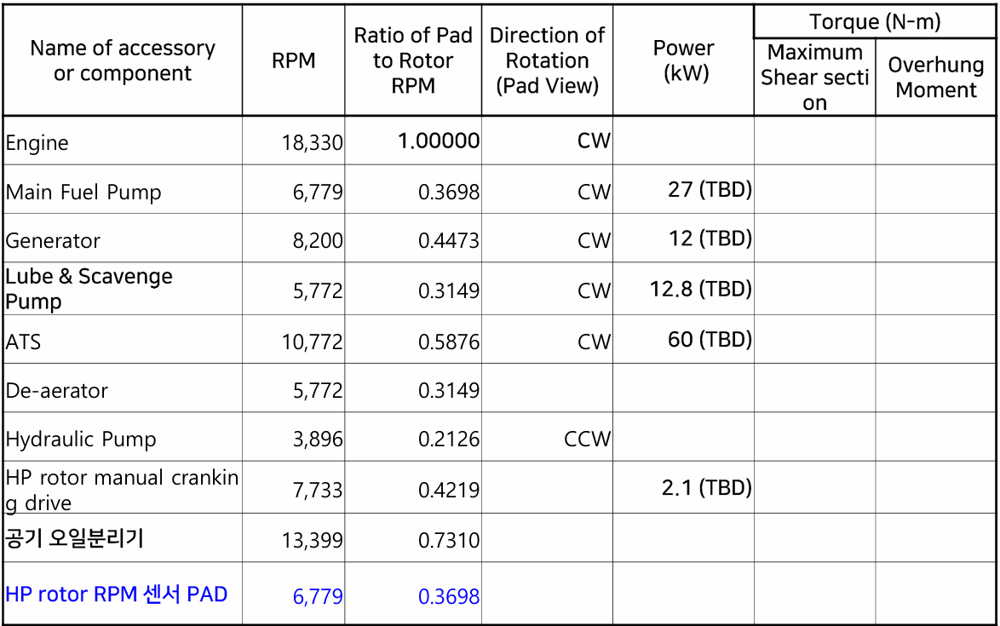 Name of accessory
or component
RPM
Ratio of Pad
to Rotor
RPM
Direction of
Rotation
(Pad View)
Power
(kW)
Torque (N-m)
Maximum
Shear secti
on
Overhung
Moment
Engine 18,330 1.00000 CW
Main Fuel Pump 6,779 0.3698 CW 27 (TBD)
Generator 8,200 0.4473 CW 12 (TBD)
Lube & Scavenge
Pump 5,772 0.3149 CW 12.8 (TBD)
ATS 10,772 0.5876 CW 60 (TBD)
De-aerator 5,772 0.3149
Hydraulic Pump 3,896 0.2126 CCW
HP rotor manual crankin
g drive 7,733 0.4219 2.1 (TBD)
공기 오일분리기 13,399 0.7310
HP rotor RPM 센서 PAD 6,779 0.3698